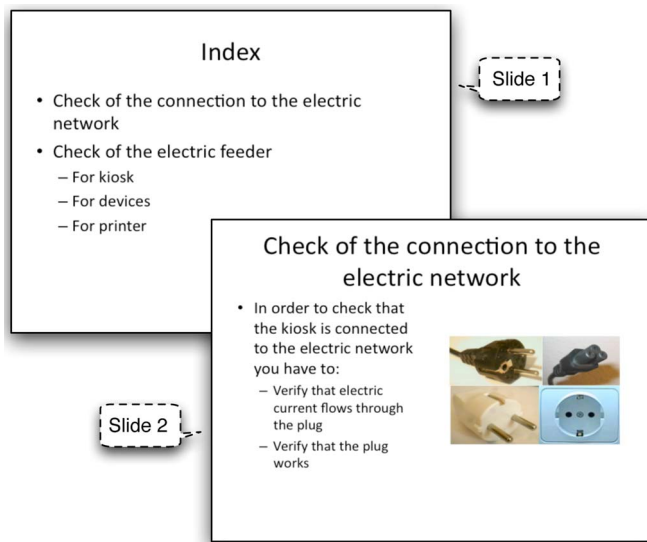 Index
• Check of the connection to the electric
network
• Check of the electric feeder
– For kiosk
– For devices
– For printer
Slide 1
Check of the connection to the
electric network
• In order to check that
the kiosk is connected
to the electric network
you have to:
– Verify that electric
current flows through
the plug
– Verify that the plug
works
Slide 2